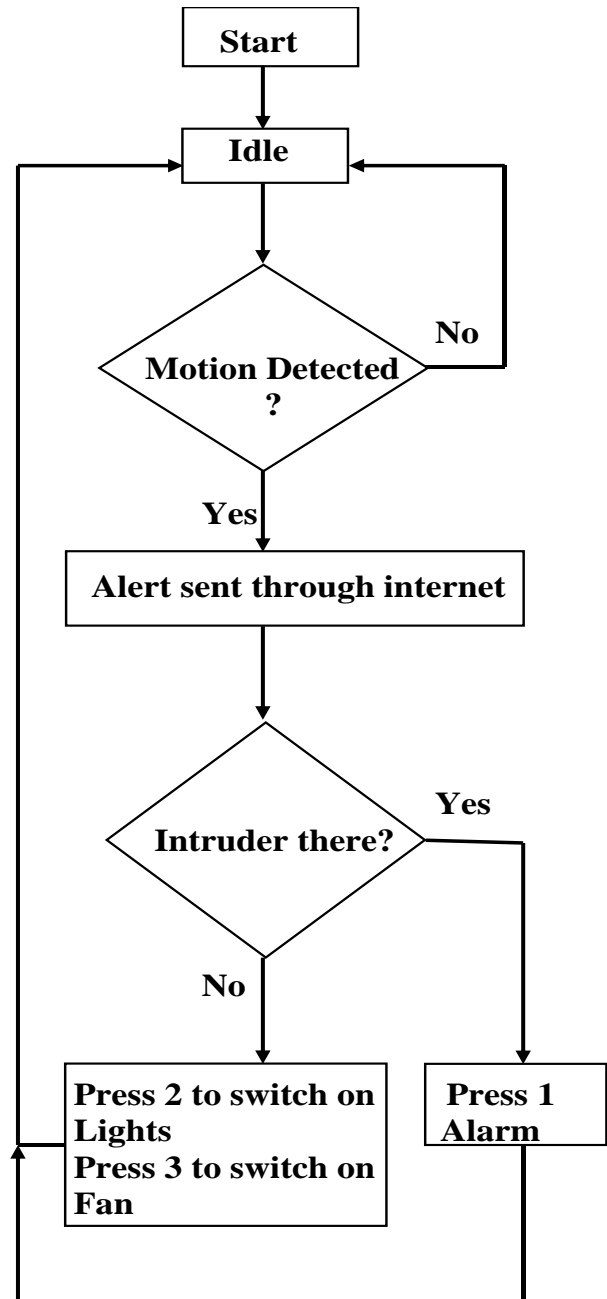 Start
Idle
No
Motion Detected
?
Yes
Alert sent through internet
Yes
Intruder there?
No
Press 2 to switch on
Lights
Press 3 to switch on
Fan
Press 1
Alarm